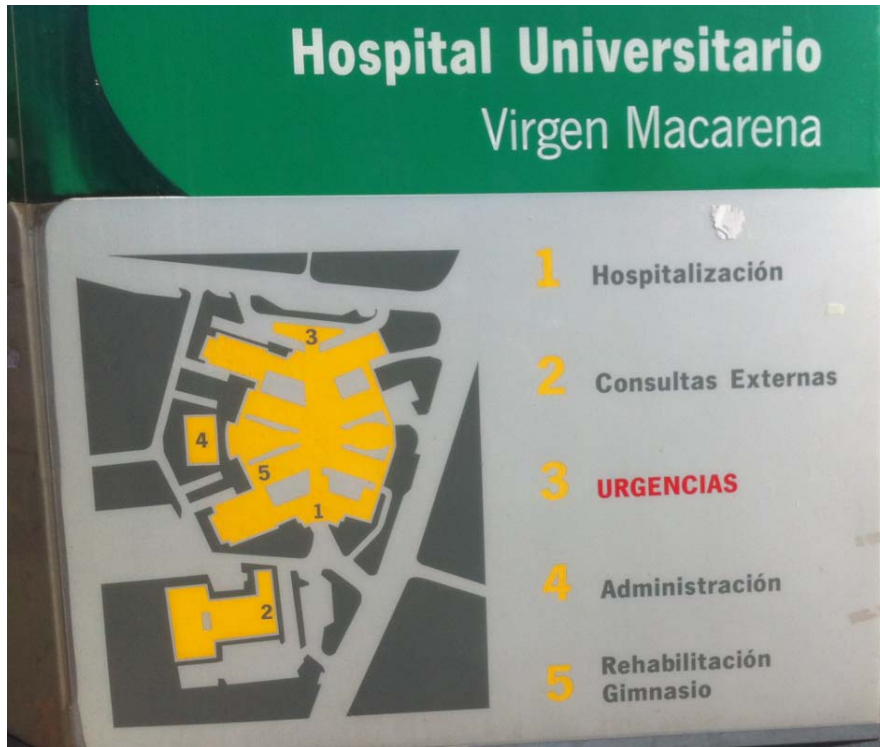 Hospital Universitario
Virgen Macarena
1 Hospitalización
2 Consultas Externas
3 URGENCIAS
4 Administración
5 Rehabilitación
Gimnasio
3
4
5
1
2